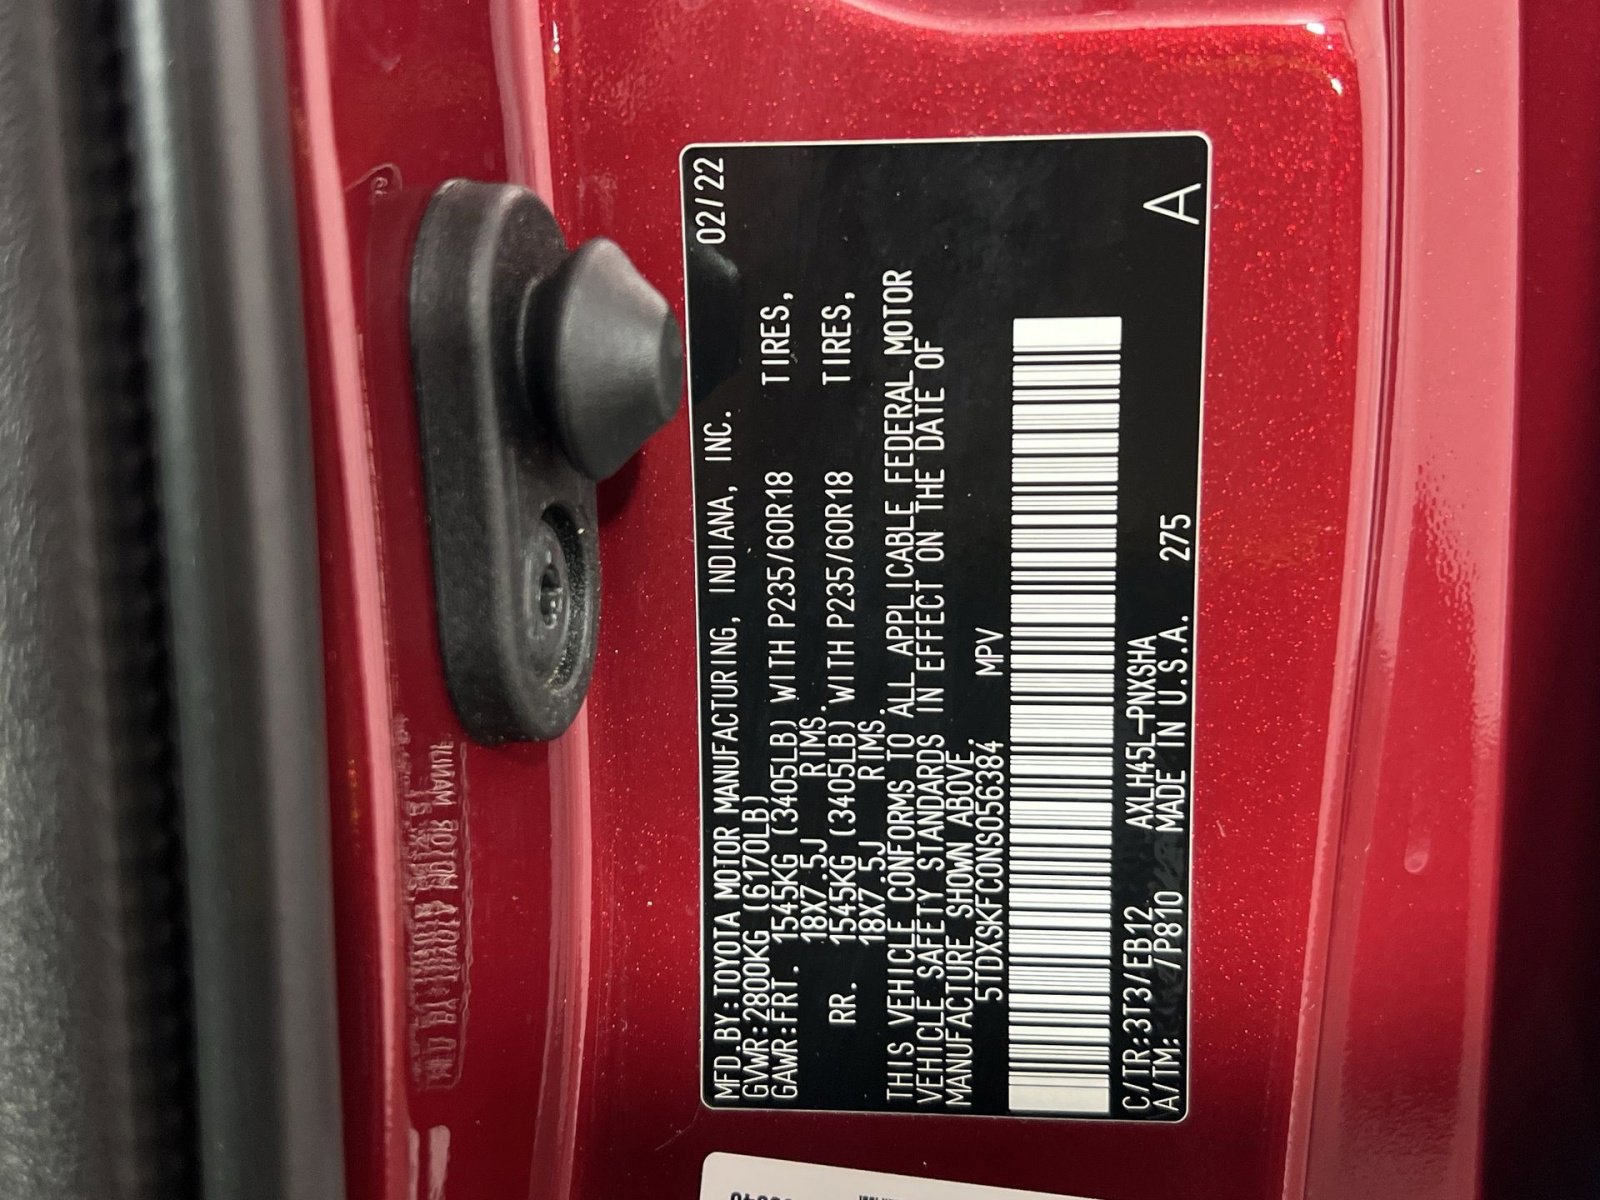 MFD.BY:TOYOTA MOTOR MANUFACTURING, INDIANA, INC. 02/22
GVWR:2800KG (6170LB)
GAWR:FRT. 1545KG (3405LB) WITH P235/60R18 TIRES,
18X7.5J RIMS.
RR. 1545KG (3405LB) WITH P235/60R18 TIRES,
18X7.5J RIMS.
THIS VEHICLE CONFORMS TO ALL APPLICABLE FEDERAL MOTOR
VEHICLE SAFETY STANDARDS IN EFFECT ON THE DATE OF
MANUFACTURE SHOWN ABOVE.
5TDXSKFC0NS056384 MPV
C/TR:3T3/EB12 AXLH45L-PNXSHA
A/TM: /P810 MADE IN U.S.A. 275
A